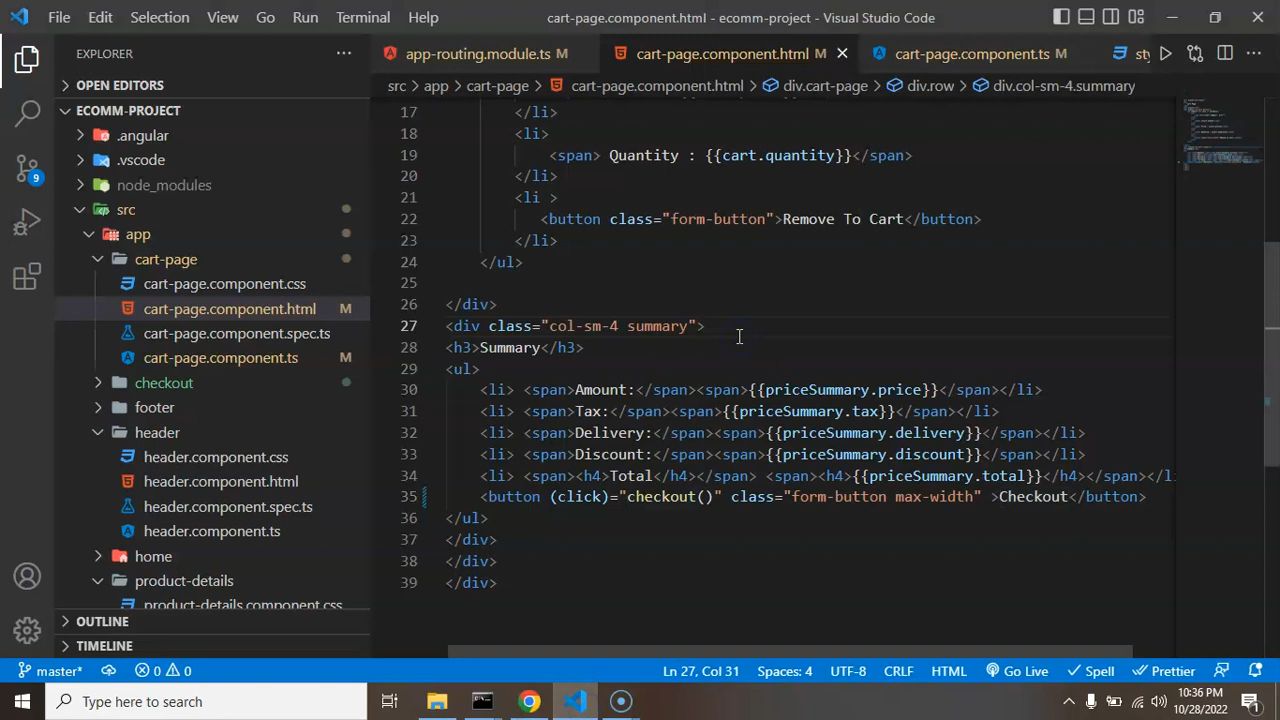 File Edit Selection View Go Run Terminal Help cart-page.component.html - ecomm-project - Visual Studio Code
EXPLORER
OPEN EDITORS
ECOMM-PROJECT
.angular
.vscode
node_modules
src
app
cart-page
cart-page.component.css
cart-page.component.html M
cart-page.component.spec.ts
cart-page.component.ts M
checkout
footer
header
header.component.css
header.component.html
header.component.spec.ts
header.component.ts
home
product-details
product-details.component.css
OUTLINE
TIMELINE
9
app-routing.module.ts M cart-page.component.html M cart-page.component.ts M st
src > app > cart-page > cart-page.component.html > div.cart-page > div.row > div.col-sm-4.summary
17 </li>
18 <li>
19 <span> Quantity : {{cart.quantity}}</span>
20 </li>
21 <li >
22 <button class="form-button">Remove To Cart</button>
23 </li>
24 </ul>
25
26 </div>
27 <div class="col-sm-4 summary">
28 <h3>Summary</h3>
29 <ul>
30 <li> <span>Amount:</span><span>{{priceSummary.price}}</span></li>
31 <li> <span>Tax:</span><span>{{priceSummary.tax}}</span></li>
32 <li> <span>Delivery:</span><span>{{priceSummary.delivery}}</span></li>
33 <li> <span>Discount:</span><span>{{priceSummary.discount}}</span></li>
34 <li> <span><h4>Total</h4></span> <span><h4>{{priceSummary.total}}</h4></span></li
35 <button (click)="checkout()" class="form-button max-width" >Checkout</button>
36 </ul>
37 </div>
38 </div>
39 </div>
master* 0 0 Ln 27, Col 31 Spaces: 4 UTF-8 CRLF HTML Go Live Spell Prettier
Type here to search
10:36 PM
10/28/2022
1